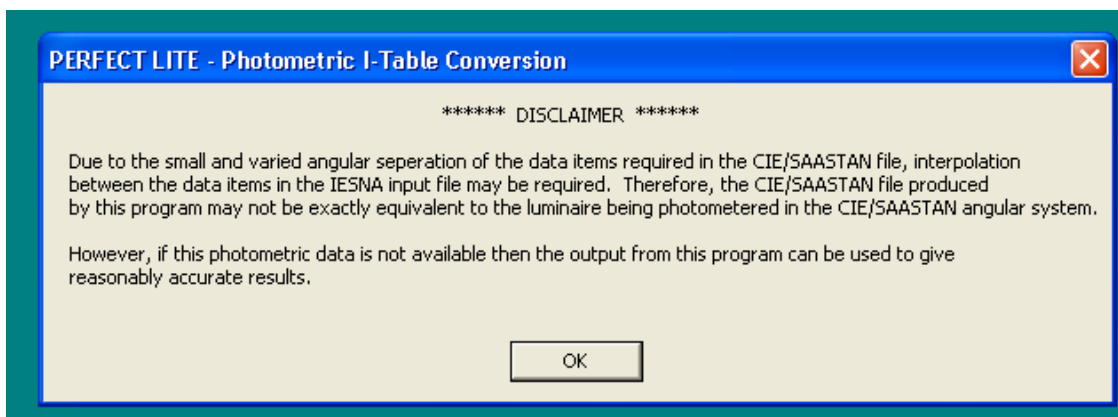 PERFECT LITE - Photometric I-Table Conversion
****** DISCLAIMER ******
Due to the small and varied angular seperation of the data items required in the CIE/SAASTAN file, interpolation
between the data items in the IESNA input file may be required. Therefore, the CIE/SAASTAN file produced
by this program may not be exactly equivalent to the luminaire being photometered in the CIE/SAASTAN angular system.
However, if this photometric data is not available then the output from this program can be used to give
reasonably accurate results.
OK